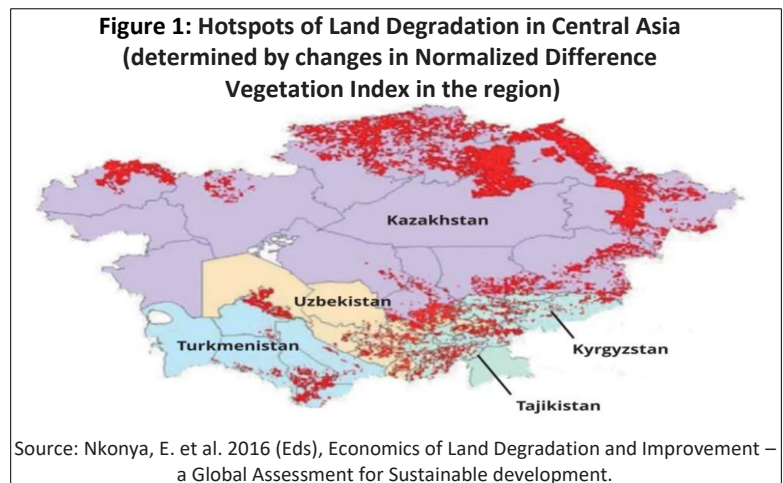 Figure 1: Hotspots of Land Degradation in Central Asia
(determined by changes in Normalized Difference
Vegetation Index in the region)
Kazakhstan
Uzbekistan
Turkmenistan
Kyrgyzstan
Tajikistan
Source: Nkonya, E. et al. 2016 (Eds), Economics of Land Degradation and Improvement –
a Global Assessment for Sustainable development.